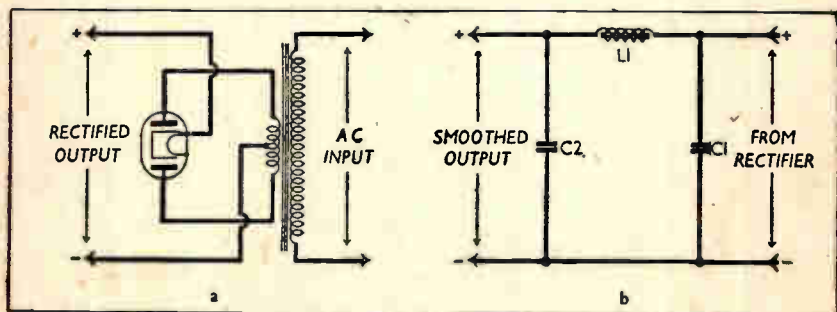 +
RECTIFIED
OUTPUT
-
AC
INPUT
a
+
SMOOTHED
OUTPUT
-
C2
L1
C1
+
FROM
RECTIFIER
-
b